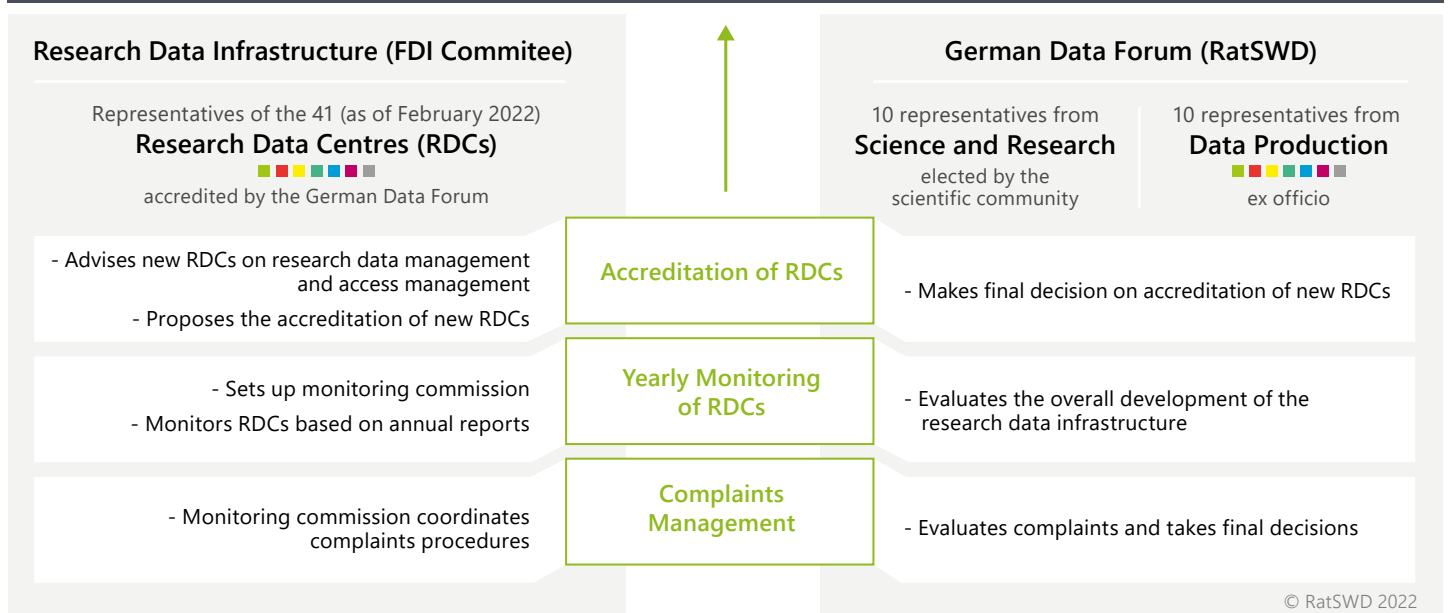 Research Data Infrastructure (FDI Commitee)
Representatives of the 41 (as of February 2022)
Research Data Centres (RDCs)
accredited by the German Data Forum
German Data Forum (RatSWD)
10 representatives from
Science and Research
elected by the
scientific community
10 representatives from
Data Production
ex officio
- Advises new RDCs on research data management
and access management
- Proposes the accreditation of new RDCs
Accreditation of RDCs
- Makes final decision on accreditation of new RDCs
- Sets up monitoring commission
- Monitors RDCs based on annual reports
Yearly Monitoring
of RDCs
- Evaluates the overall development of the
research data infrastructure
- Monitoring commission coordinates
complaints procedures
Complaints
Management
- Evaluates complaints and takes final decisions
© RatSWD 2022